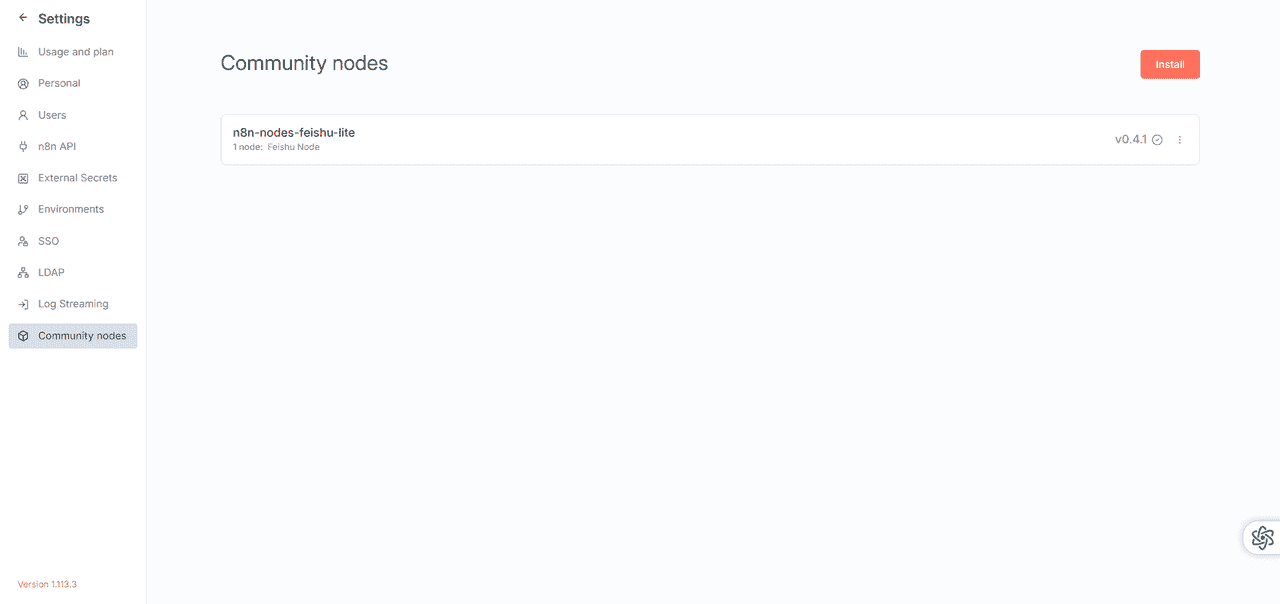 Settings
Usage and plan
Personal
Users
n8n API
External Secrets
Environments
SSO
LDAP
Log Streaming
Community nodes
Version 1.113.3
Community nodes
Install
n8n-nodes-feishu-lite
1 node: Feishu Node
v0.4.1